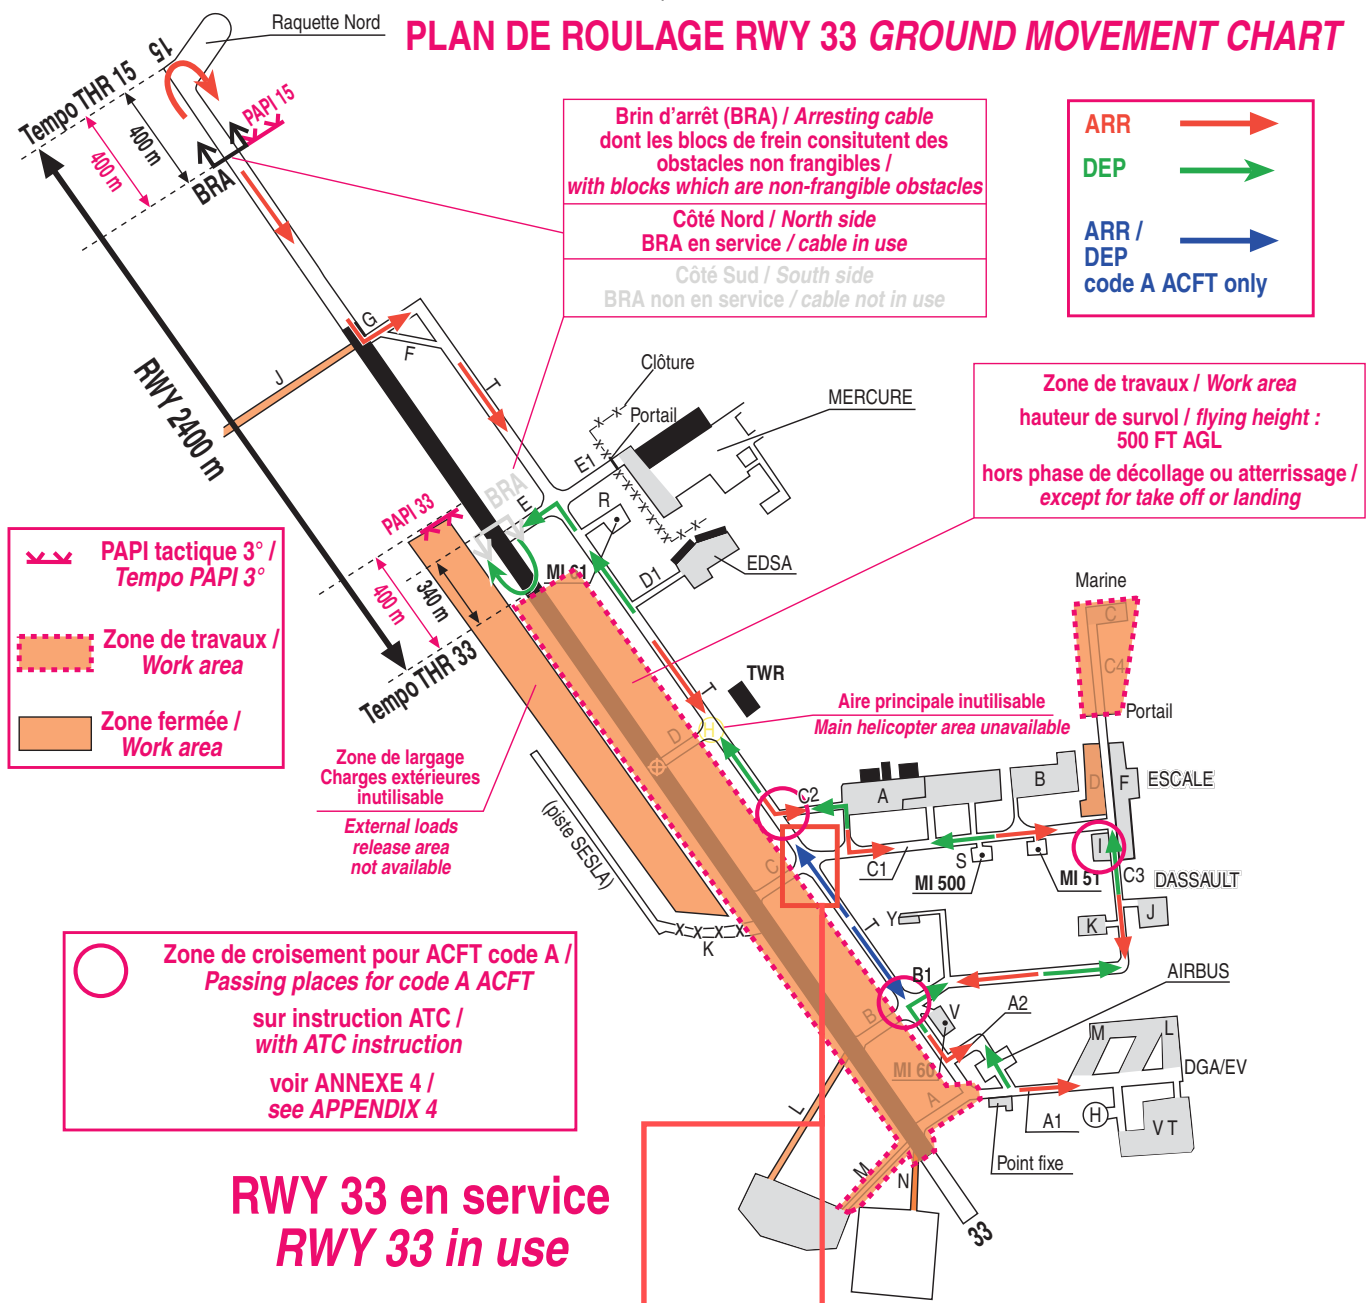 Raquette Nord
PLAN DE ROULAGE RWY 33 GROUND MOVEMENT CHART
15
Tempo THR 15
PAPI 15
400 m
400 m
BRA
Brin d'arrêt (BRA) / Arresting cable
dont les blocs de frein consitutent des
obstacles non frangibles /
with blocks which are non-frangible obstacles
Côté Nord / North side
BRA en service / cable in use
Côté Sud / South side
BRA non en service / cable not in use
ARR
DEP
ARR /
DEP
code A ACFT only
G
F
J
T
RWY 2400 m
Clôture
Portail
MERCURE
E1
R
E
BRA
PAPI 33
MI 61
D1
EDSA
400 m
340 m
Tempo THR 33
Zone de travaux / Work area
hauteur de survol / flying height :
500 FT AGL
hors phase de décollage ou atterrissage /
except for take off or landing
PAPI tactique 3° /
Tempo PAPI 3°
Zone de travaux /
Work area
Zone fermée /
Work area
Marine
C
C4
Portail
TWR
T
H
D
Aire principale inutilisable
Main helicopter area unavailable
Zone de largage
Charges extérieures
inutilisable
External loads
release area
not available
(piste SESLA)
K
C2
A
B
D
F
ESCALE
C
C1
S
MI 500
MI 51
I
C3
DASSAULT
J
K
Y
T
B1
AIRBUS
A2
V
B
MI 60
M
L
DGA/EV
A
A1
H
V T
Point fixe
L
M
N
33
Zone de croisement pour ACFT code A /
Passing places for code A ACFT
sur instruction ATC /
with ATC instruction
voir ANNEXE 4 /
see APPENDIX 4
RWY 33 en service
RWY 33 in use